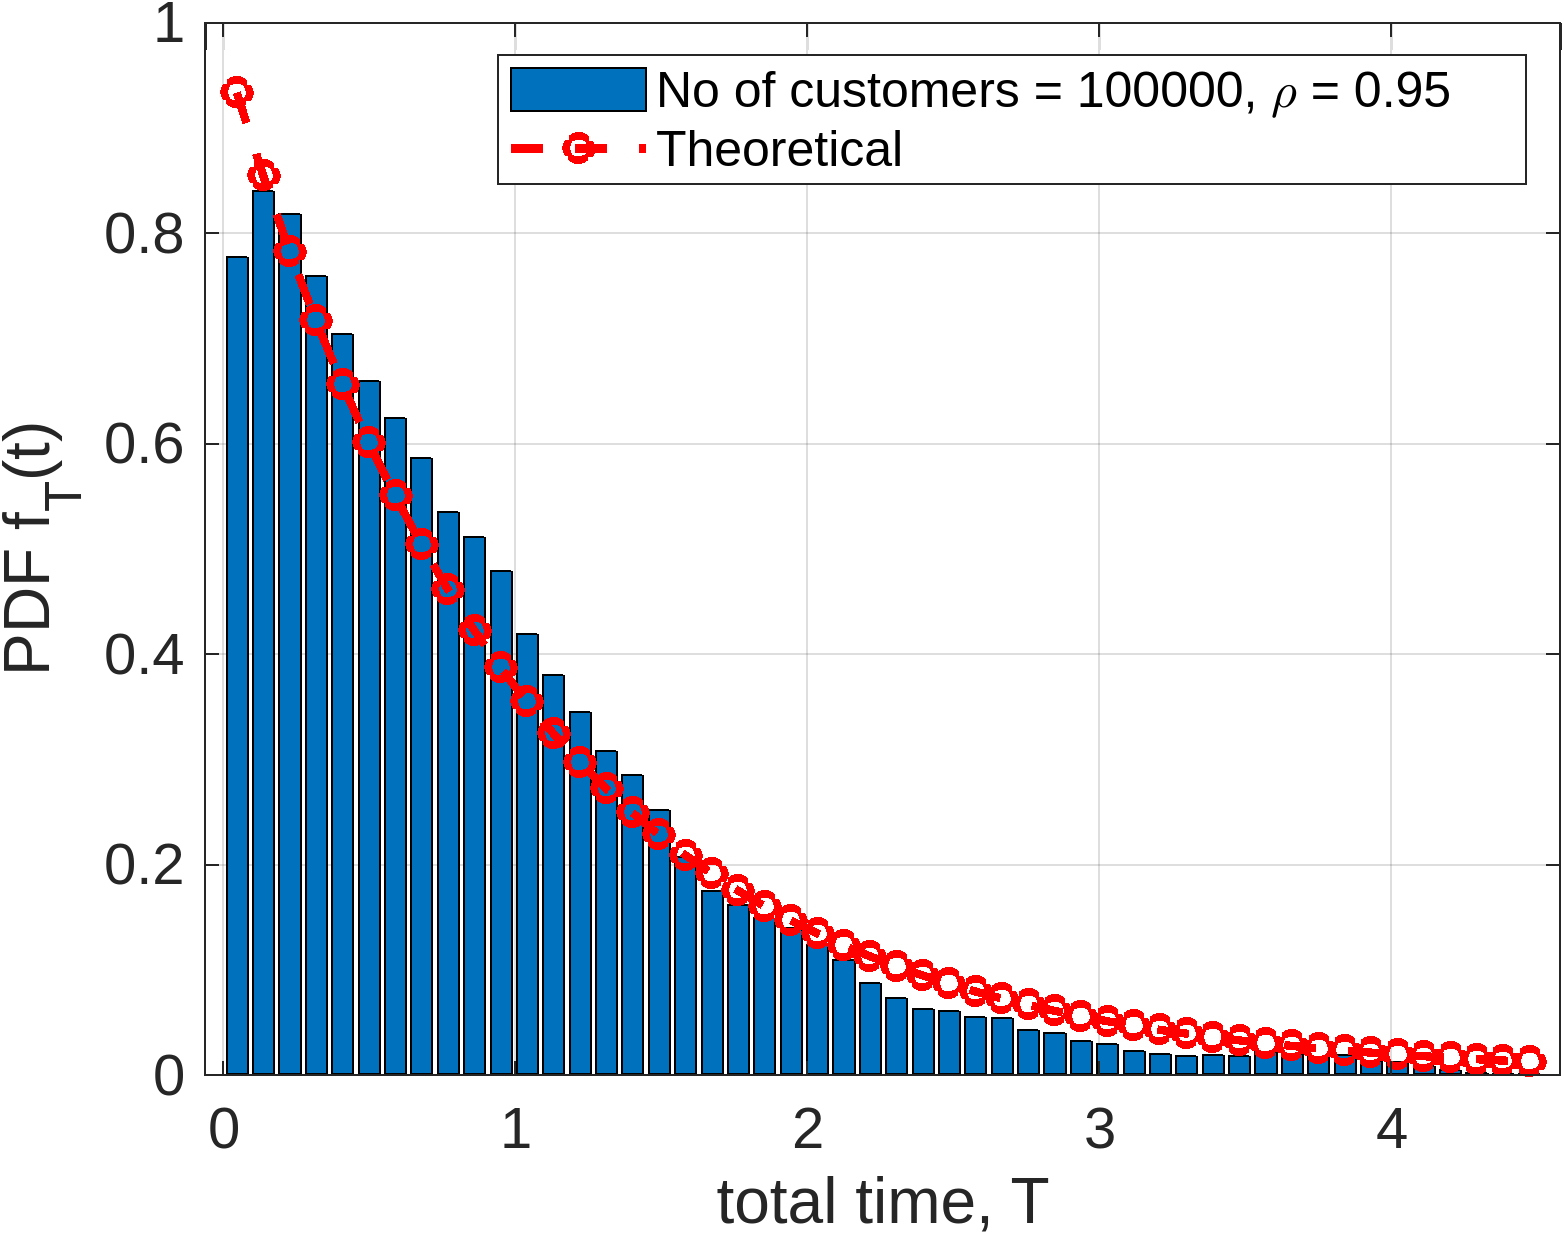 No of customers = 100000, ρ = 0.95
Theoretical
PDF f_T(t)
1
0.8
0.6
0.4
0.2
0
0 1 2 3 4
total time, T